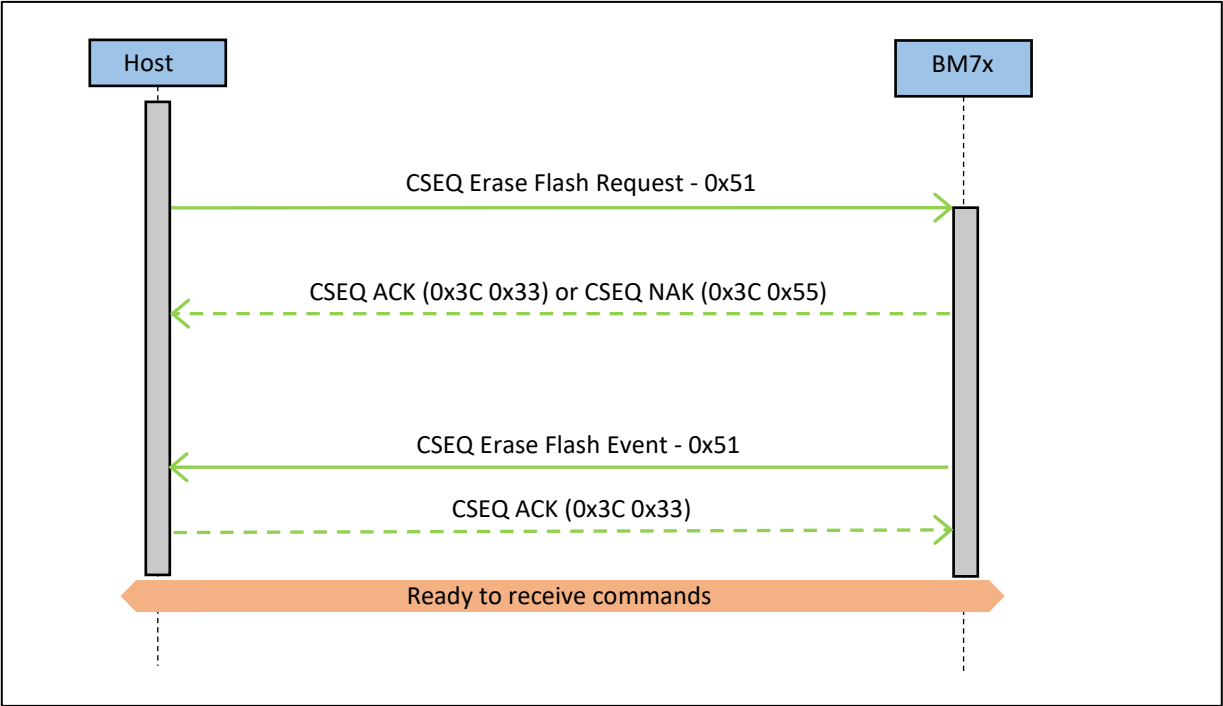 Host
BM7x
CSEQ Erase Flash Request - 0x51
CSEQ ACK (0x3C 0x33) or CSEQ NAK (0x3C 0x55)
CSEQ Erase Flash Event - 0x51
CSEQ ACK (0x3C 0x33)
Ready to receive commands